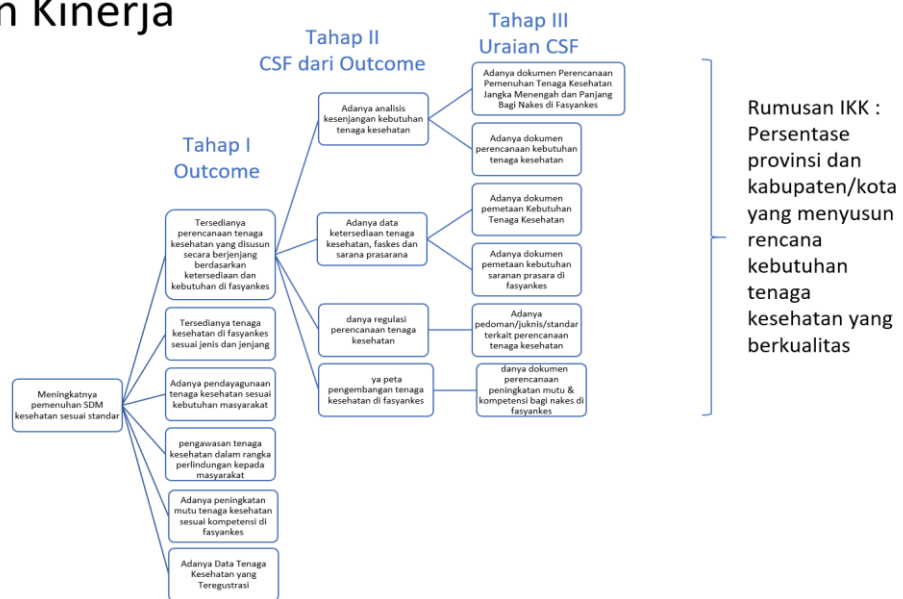 n Kinerja
Tahap I
Outcome
Tahap II
CSF dari Outcome
Tahap III
Uraian CSF
Meningkatnya
pemenuhan SDM
kesehatan sesuai standar
Tersedianya
perencanaan tenaga
kesehatan yang disusun
secara berjenjang
berdasarkan
ketersediaan dan
kebutuhan di fasyankes
Tersedianya tenaga
kesehatan di fasyankes
sesuai jenis dan jenjang
Adanya pendayagunaan
tenaga kesehatan sesuai
kebutuhan masyarakat
pengawasan tenaga
kesehatan dalam rangka
perlindungan kepada
masyarakat
Adanya peningkatan
mutu tenaga kesehatan
sesuai kompetensi di
fasyankes
Adanya Data Tenaga
Kesehatan yang
Teregustrasi
Adanya analisis
kesenjangan kebutuhan
tenaga kesehatan
Adanya data
ketersediaan tenaga
kesehatan, faskes dan
sarana prasarana
danya regulasi
perencanaan tenaga
kesehatan
ya peta
pengembangan tenaga
kesehatan di fasyankes
Adanya dokumen Perencanaan
Pemenuhan Tenaga Kesehatan
Jangka Menengah dan Panjang
Bagi Nakes di Fasyankes
Adanya dokumen
perencanaan kebutuhan
tenaga kesehatan
Adanya dokumen
pemetaan Kebutuhan
Tenaga Kesehatan
Adanya dokumen
pemetaan kebutuhan
saranan prasara di
fasyankes
Adanya
pedoman/juknis/standar
terkait perencanaan
tenaga kesehatan
danya dokumen
perencanaan
peningkatan mutu &
kompetensi bagi nakes di
fasyankes
Rumusan IKK :
Persentase
provinsi dan
kabupaten/kota
yang menyusun
rencana
kebutuhan
tenaga
kesehatan yang
berkualitas